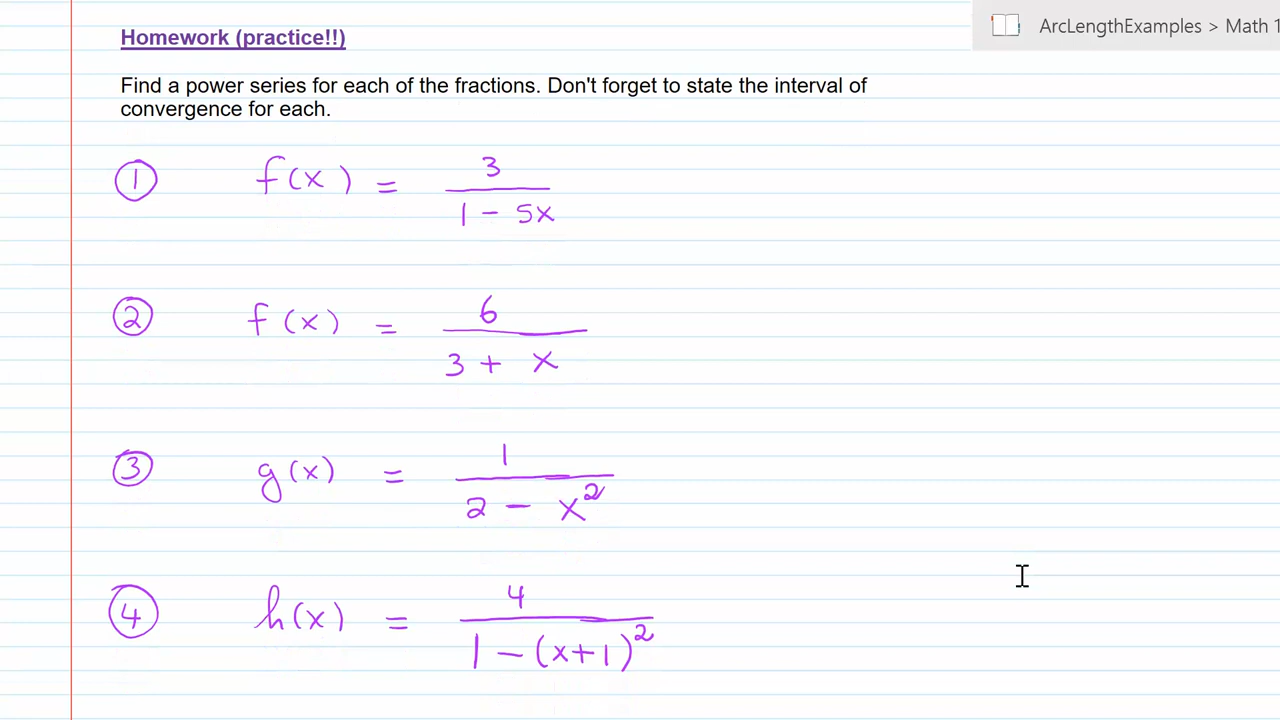 ArcLengthExamples > Math 1
Homework (practice!!)
Find a power series for each of the fractions. Don't forget to state the interval of
convergence for each.
① f(x) = 3 / (1 - 5x)
② f(x) = 6 / (3 + x)
③ g(x) = 1 / (2 - x²)
④ h(x) = 4 / (1 - (x+1)²)